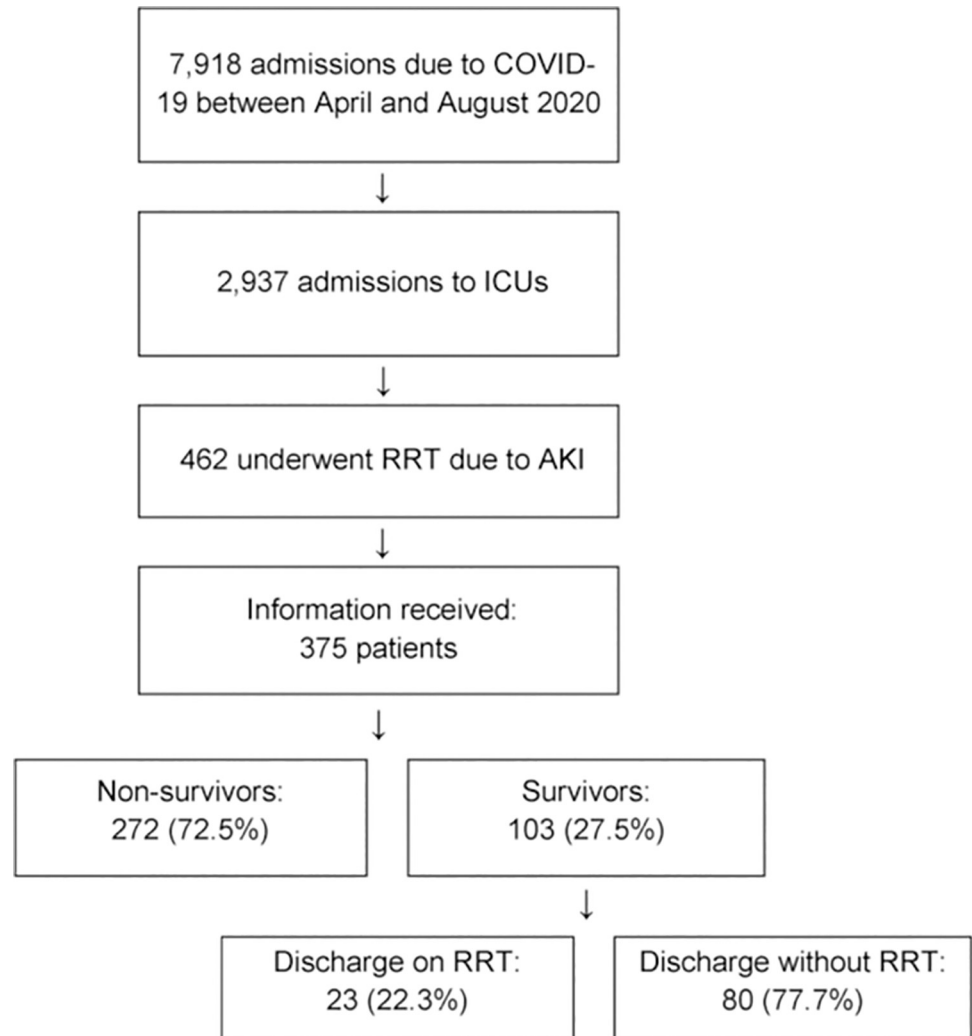 7,918 admissions due to COVID-
19 between April and August 2020
↓
2,937 admissions to ICUs
↓
462 underwent RRT due to AKI
↓
Information received:
375 patients
↓
Non-survivors:
272 (72.5%)
Survivors:
103 (27.5%)
↓
Discharge on RRT:
23 (22.3%)
Discharge without RRT:
80 (77.7%)